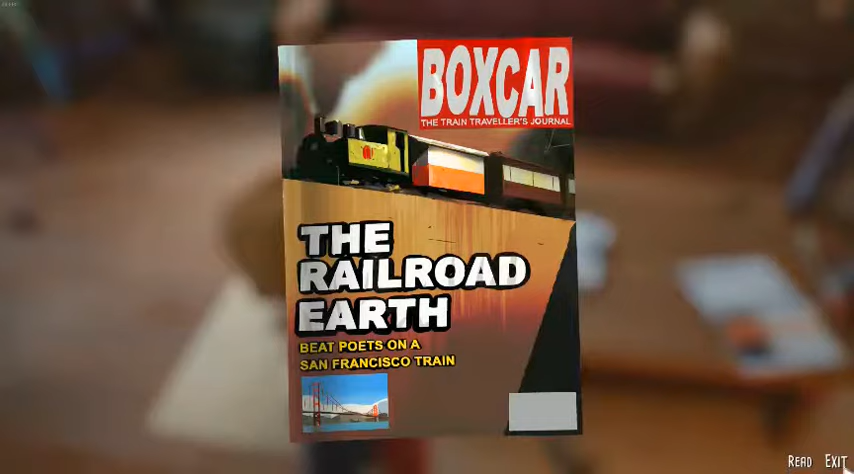 BOXCAR
THE TRAIN TRAVELLER'S JOURNAL
THE
RAILROAD
EARTH
BEAT POETS ON A
SAN FRANCISCO TRAIN
READ EXIT